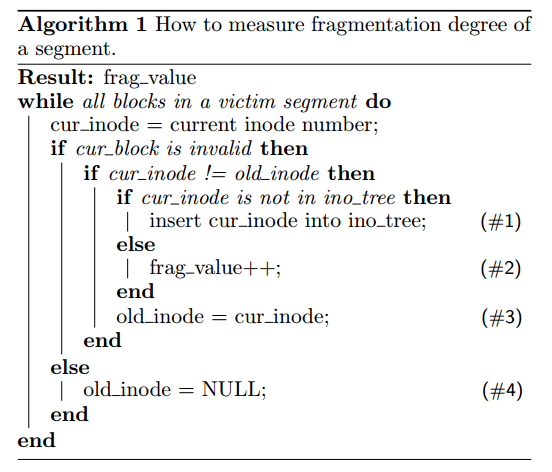 Algorithm 1 How to measure fragmentation degree of
a segment.
Result: frag_value
while all blocks in a victim segment do
cur_inode = current inode number;
if cur_block is invalid then
if cur_inode != old_inode then
if cur_inode is not in ino_tree then
insert cur_inode into ino_tree; (#1)
else
frag_value++; (#2)
end
old_inode = cur_inode; (#3)
end
else
old_inode = NULL; (#4)
end
end